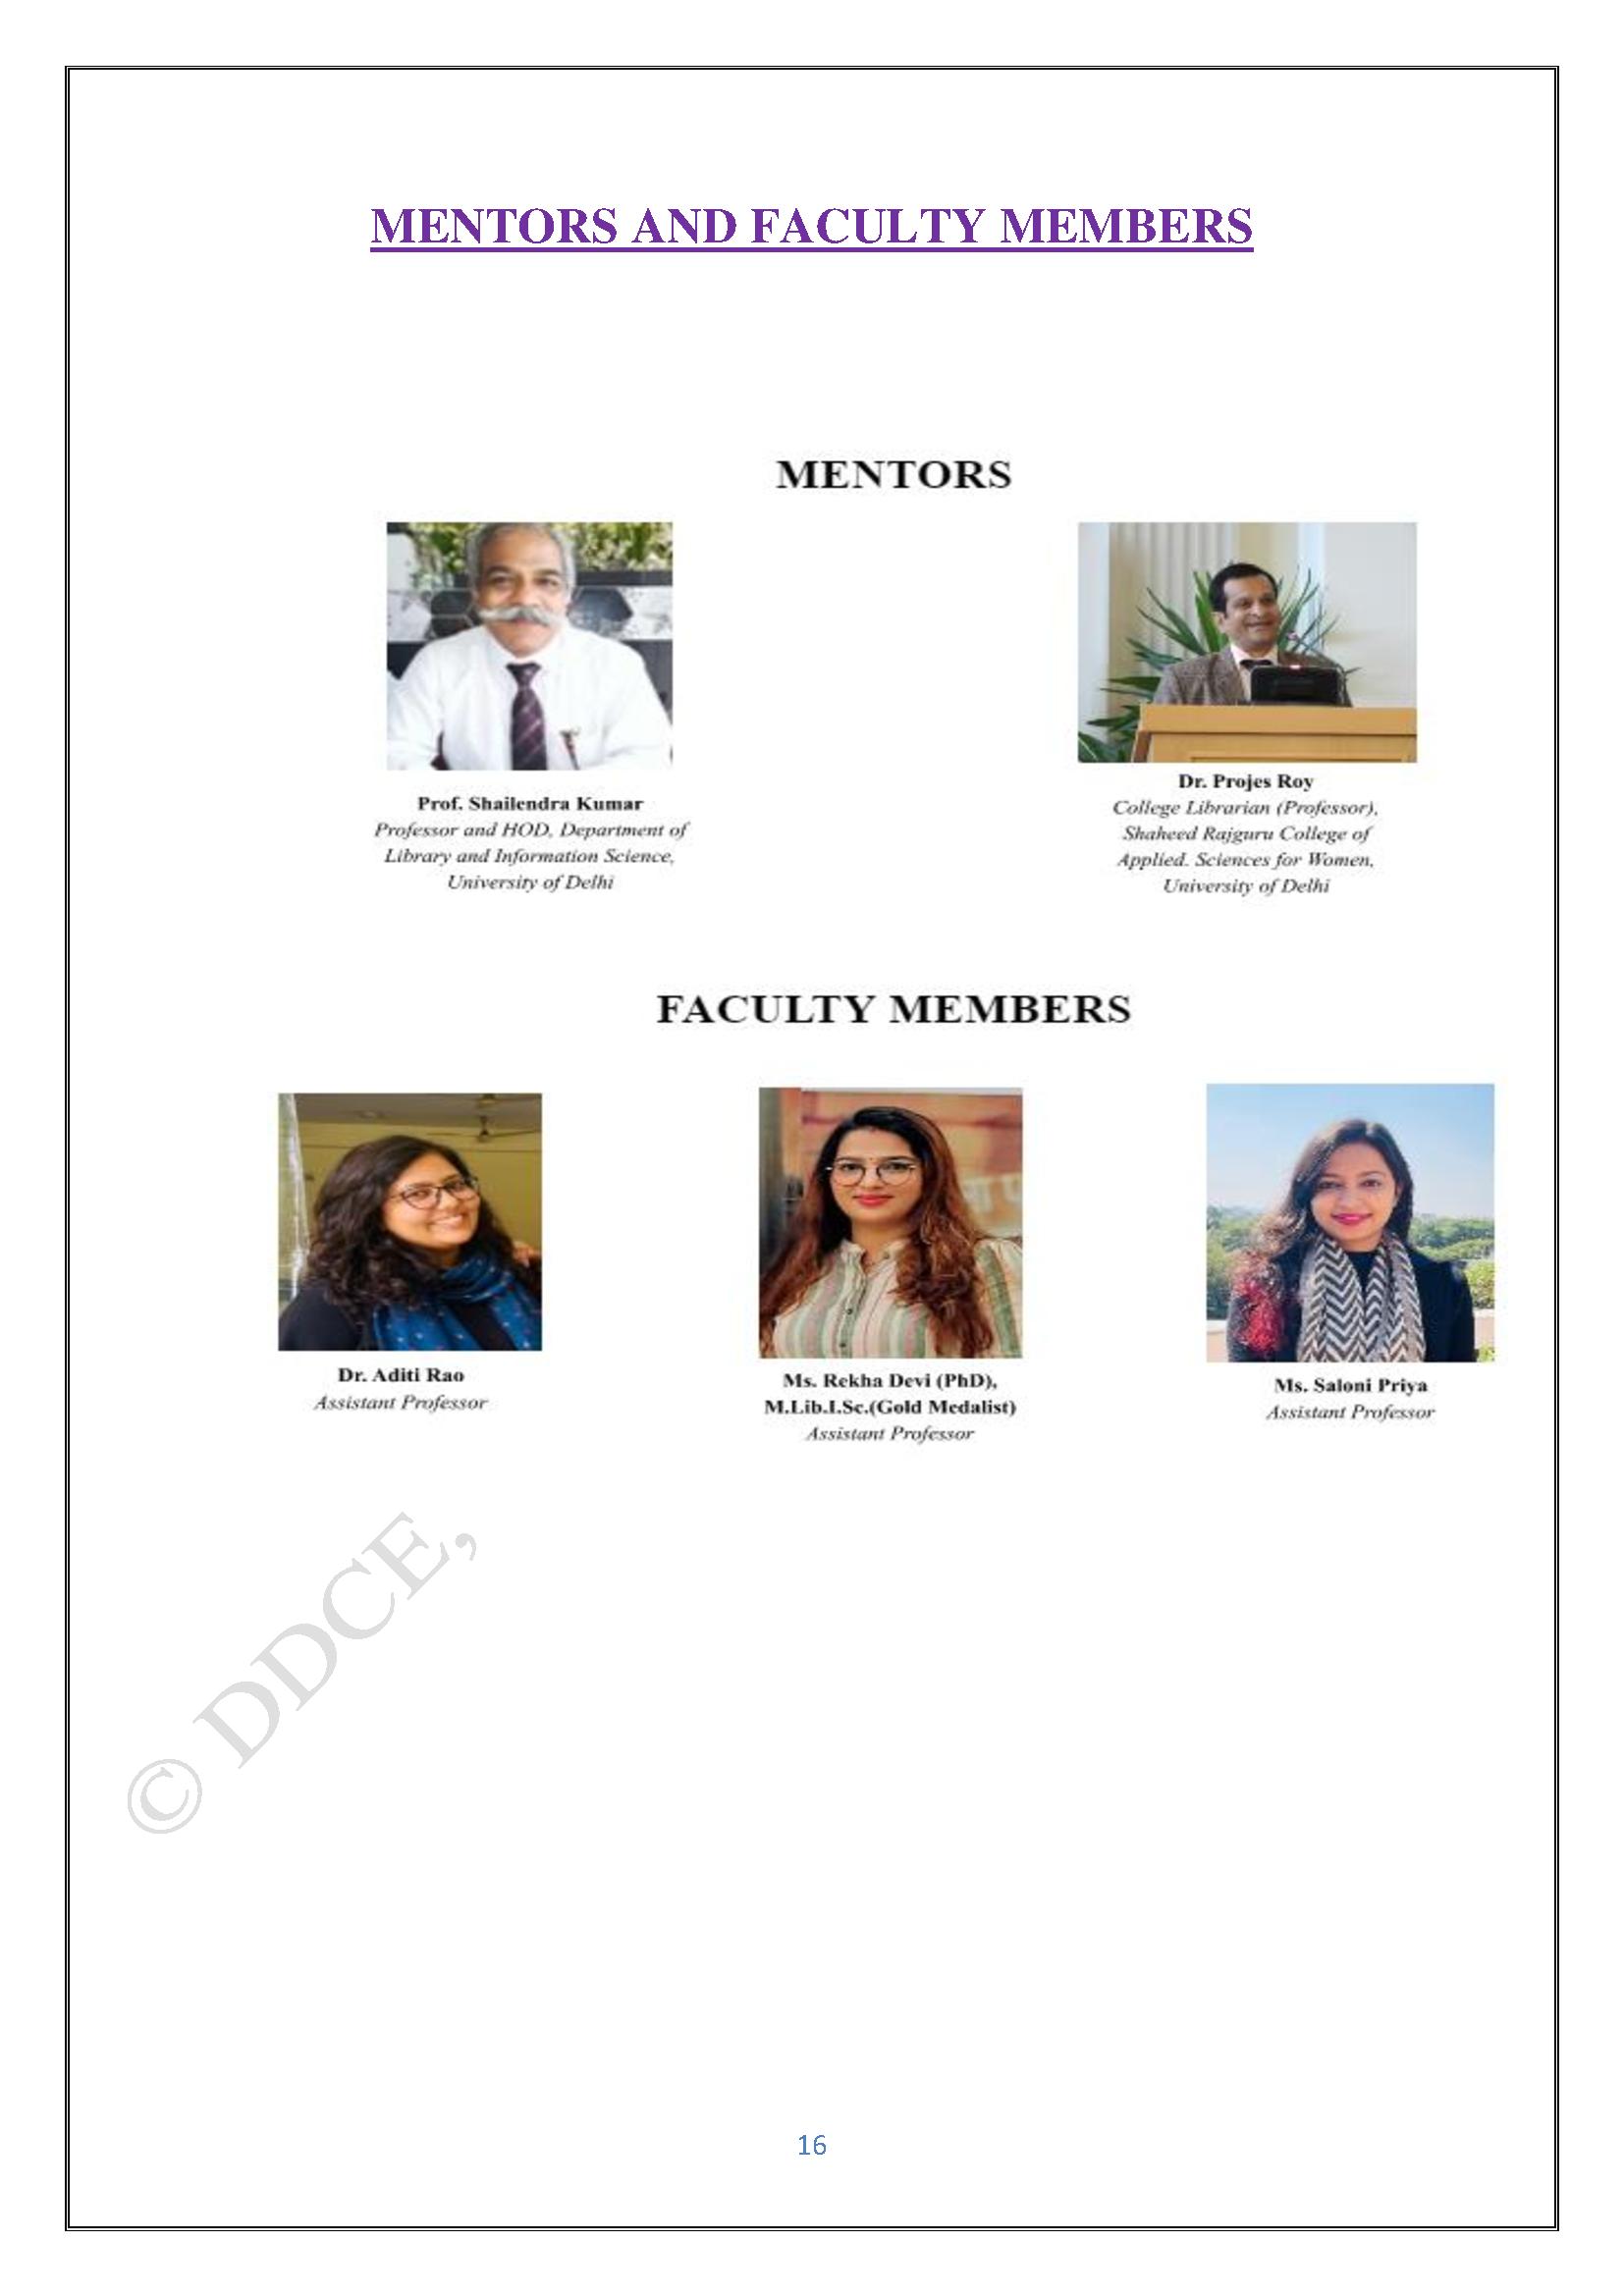 MENTORS AND FACULTY MEMBERS
MENTORS
Prof. Shailendra Kumar
Professor and HOD, Department of
Library and Information Science,
University of Delhi
Dr. Projes Roy
College Librarian (Professor),
Shaheed Rajguru College of
Applied. Sciences for Women,
University of Delhi
FACULTY MEMBERS
Dr. Aditi Rao
Assistant Professor
Ms. Rekha Devi (PhD),
M.Lib.I.Sc.(Gold Medalist)
Assistant Professor
Ms. Saloni Priya
Assistant Professor
© DDCE,
16